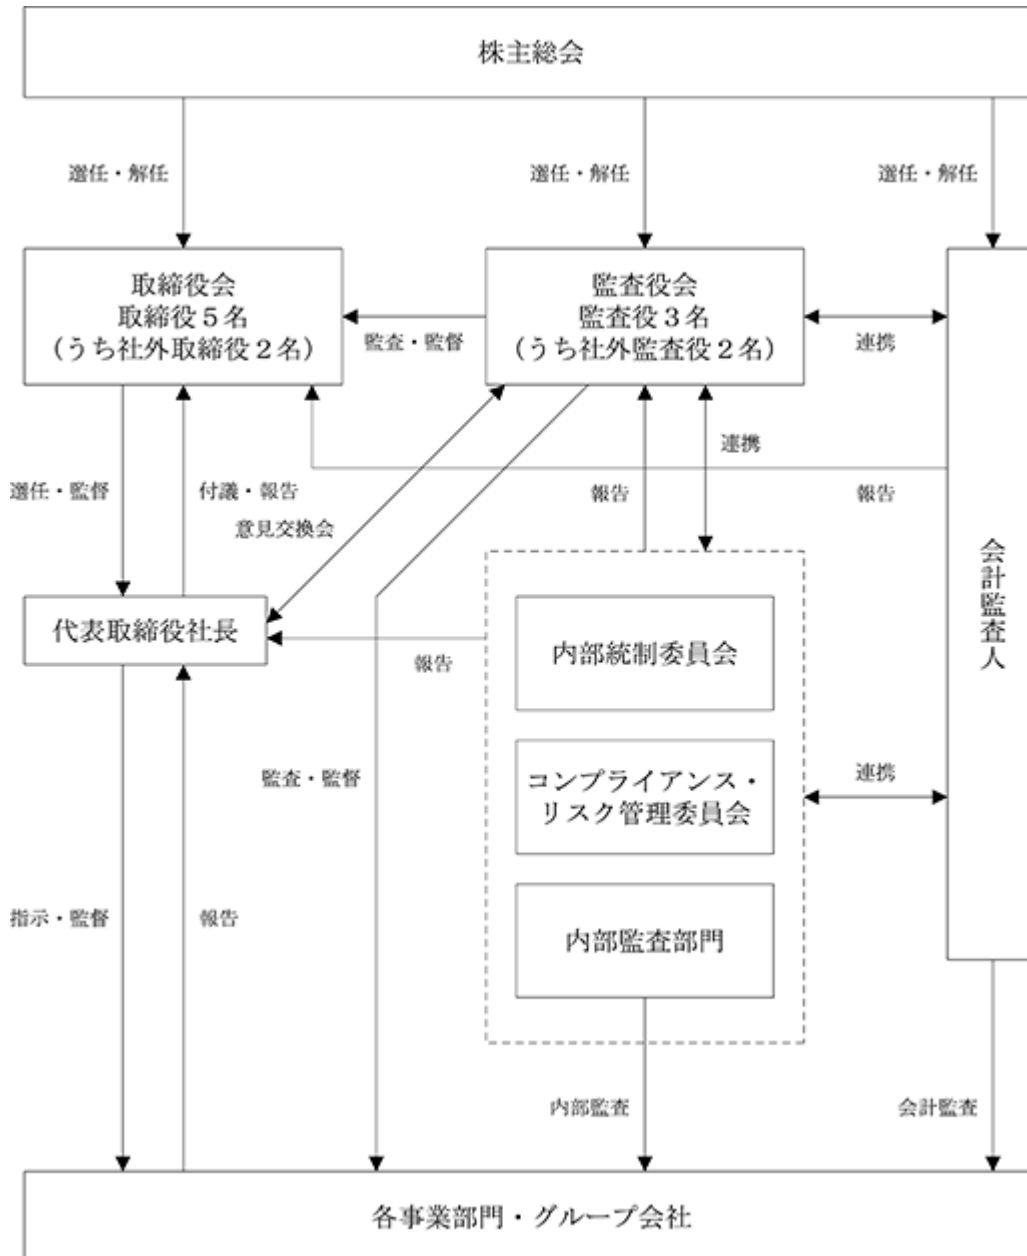 株主総会
選任・解任
選任・解任
選任・解任
取締役会
取締役5名
(うち社外取締役2名)
監査・監督
監査役会
監査役3名
(うち社外監査役2名)
連携
連携
選任・監督
付議・報告
意見交換会
報告
報告
会計監査人
代表取締役社長
報告
内部統制委員会
監査・監督
コンプライアンス・
リスク管理委員会
連携
指示・監督
報告
内部監査部門
内部監査
会計監査
各事業部門・グループ会社